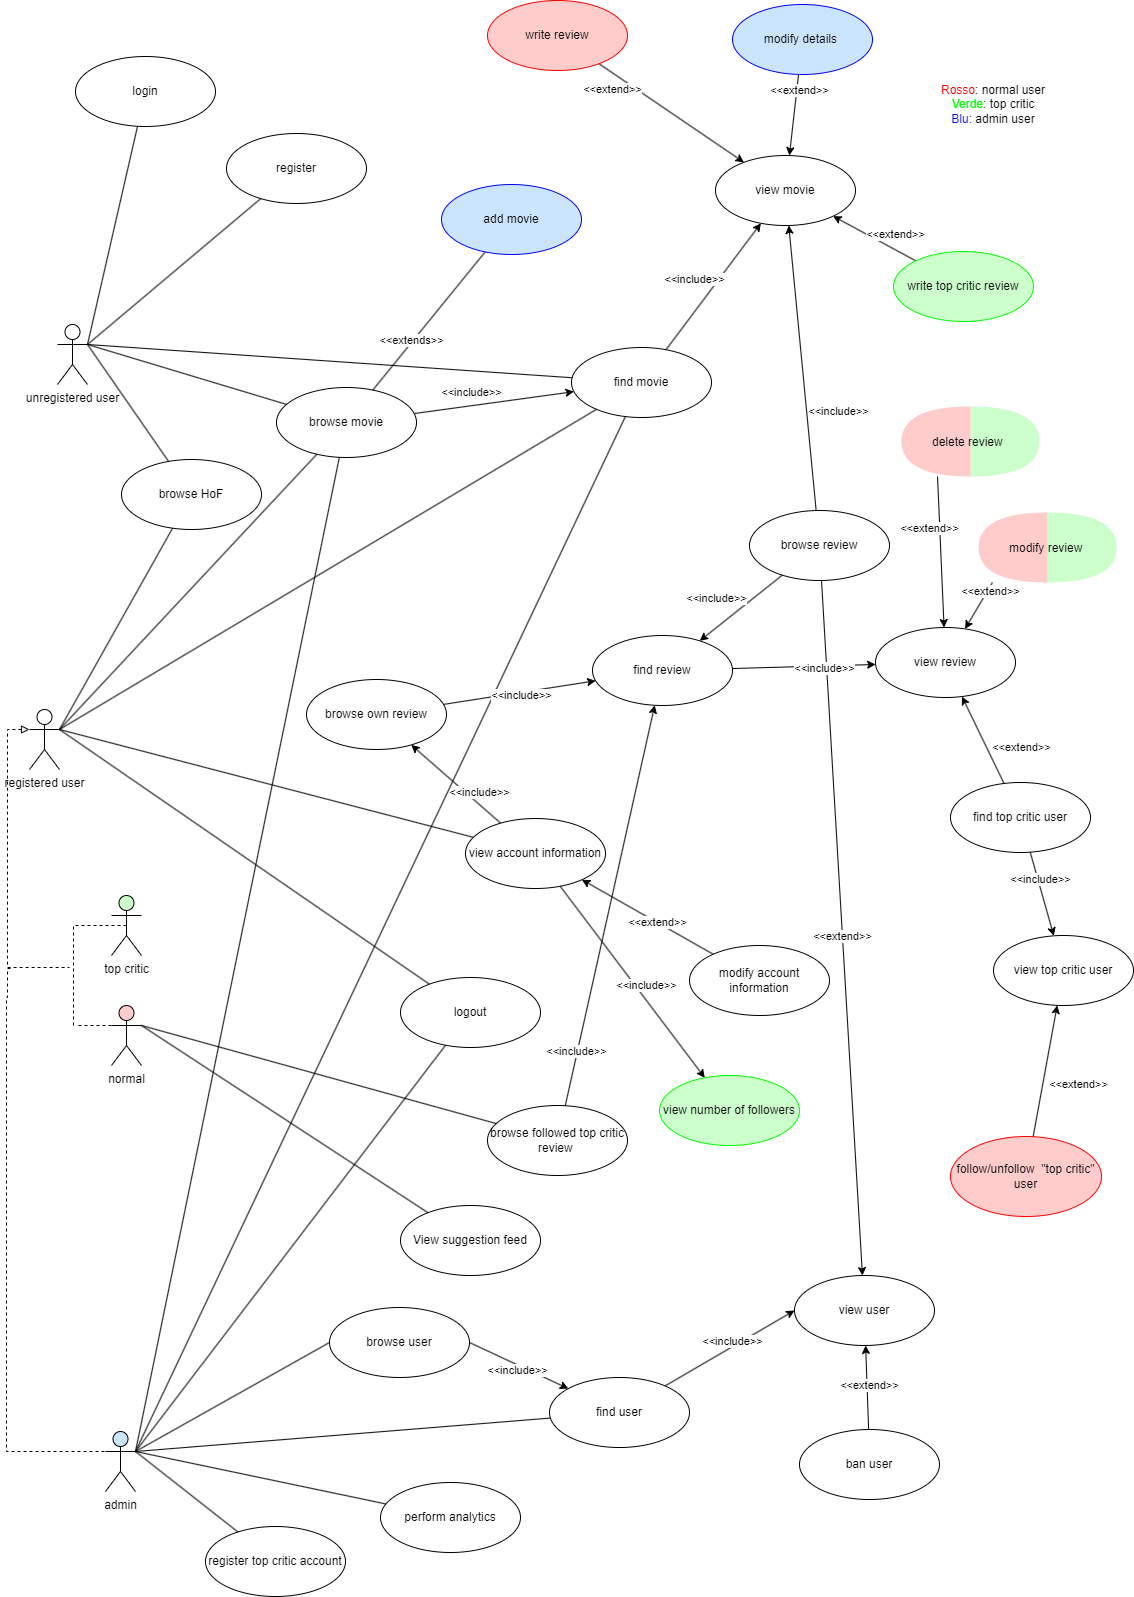 write review
modify details
<<extend>>
<<extend>>
Rosso: normal user
Verde: top critic
Blu: admin user
login
register
view movie
add movie
<<extend>>
write top critic review
<<include>>
unregistered user
<<extends>>
find movie
<<include>>
browse movie
<<include>>
delete review
browse HoF
<<extend>>
browse review
modify review
<<extend>>
<<include>>
find review
<<include>>
view review
<<include>>
browse own review
registered user
<<extend>>
<<include>>
find top critic user
view account information
<<include>>
<<extend>>
<<extend>>
top critic
view top critic user
modify account
information
<<include>>
logout
<<include>>
normal
<<extend>>
view number of followers
browse followed top critic
review
follow/unfollow "top critic"
user
View suggestion feed
view user
browse user
<<include>>
<<include>>
<<extend>>
find user
ban user
admin
perform analytics
register top critic account